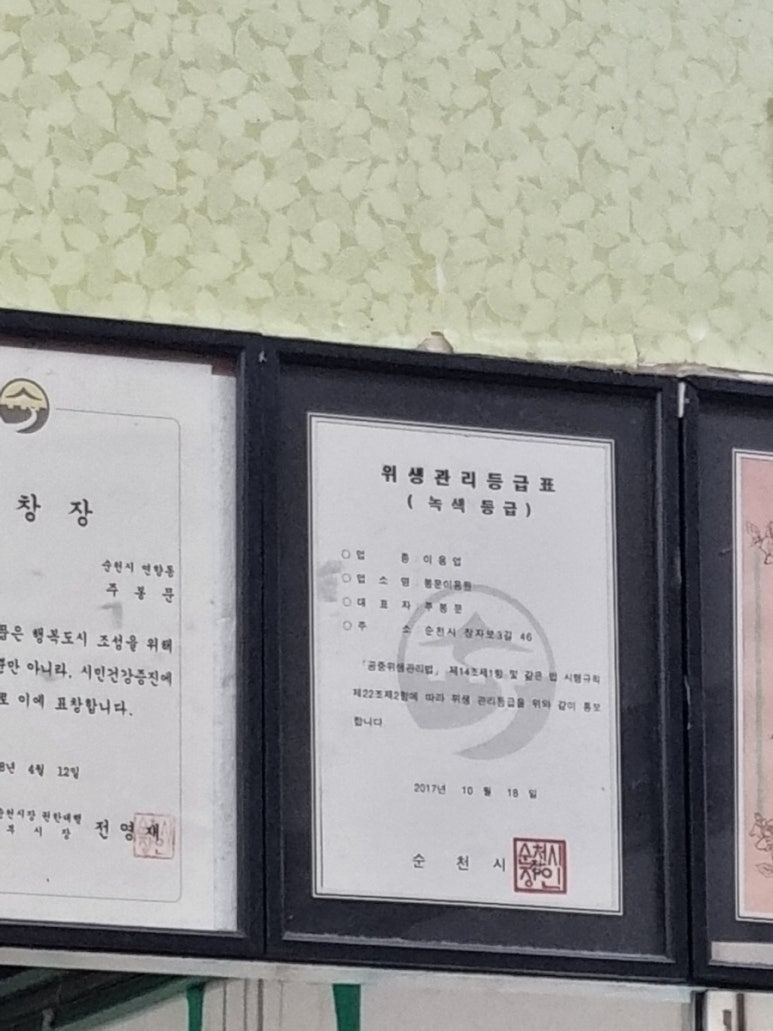 창 장
순천시 연향동
주 봉 문
품은 행복도시 조성을 위해
뿐만 아니라, 시민건강증진에
로 이에 표창합니다.
8년 4월 12일
순천시장 권한대행
부 시 장 전 영 재
위생관리등급표
( 녹색 등급 )
○ 업 종 : 이용업
○ 업 소 명 : 봉문이용원
○ 대 표 자 : 주봉문
○ 주 소 : 순천시 장자보3길 46
「공중위생관리법」 제14조제1항 및 같은 법 시행규칙
제22조제2항에 따라 위생 관리등급을 위와 같이 통보
합니다.
2017년 10 월 18 일
순 천 시
순천시
장인